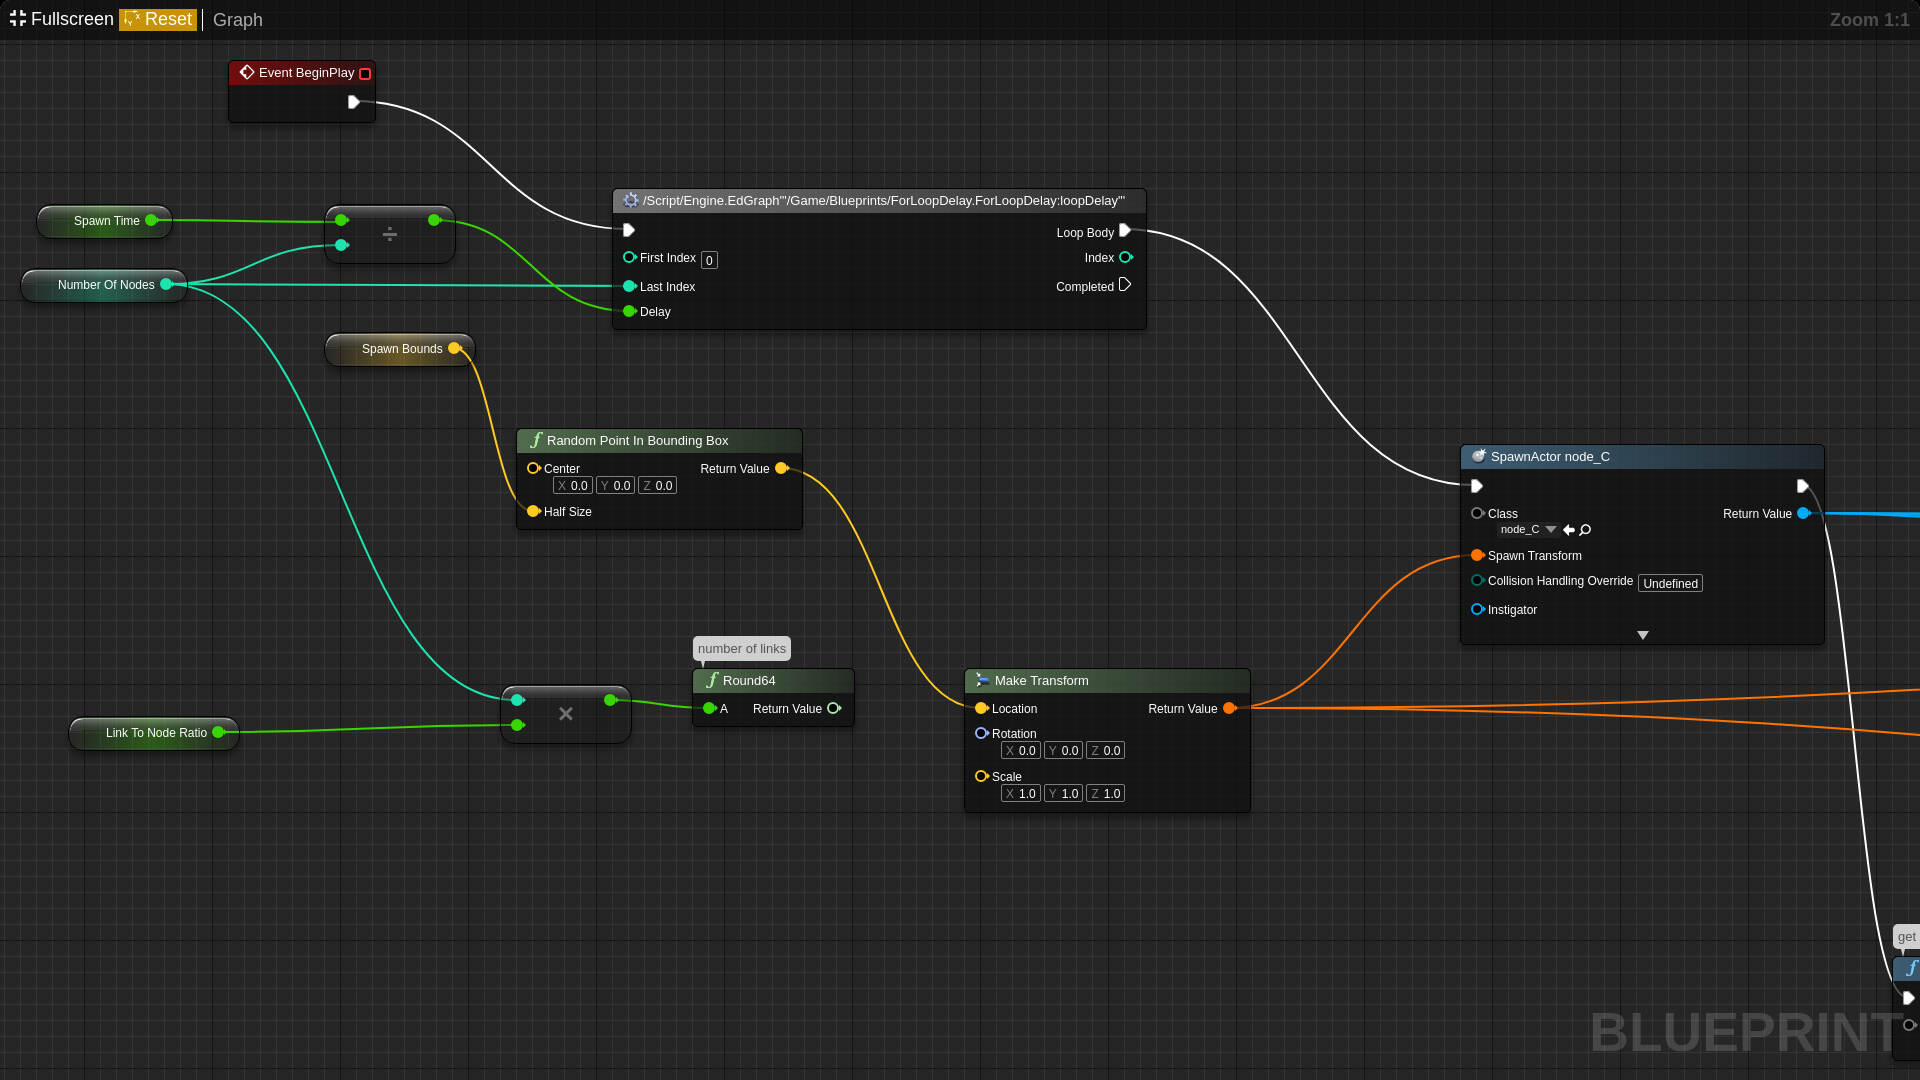 Fullscreen Reset Graph Zoom 1:1
Event BeginPlay
/Script/Engine.EdGraph'"/Game/Blueprints/ForLoopDelay.ForLoopDelay:loopDelay"'
Loop Body
First Index 0 Index
Last Index Completed
Delay
Spawn Time
÷
Number Of Nodes
Spawn Bounds
Random Point In Bounding Box
Center Return Value
X 0.0 Y 0.0 Z 0.0
Half Size
SpawnActor node_C
Class Return Value
node_C
Spawn Transform
Collision Handling Override Undefined
Instigator
number of links
Round64
A Return Value
×
Link To Node Ratio
Make Transform
Location Return Value
Rotation
X 0.0 Y 0.0 Z 0.0
Scale
X 1.0 Y 1.0 Z 1.0
get
f
BLUEPRINT